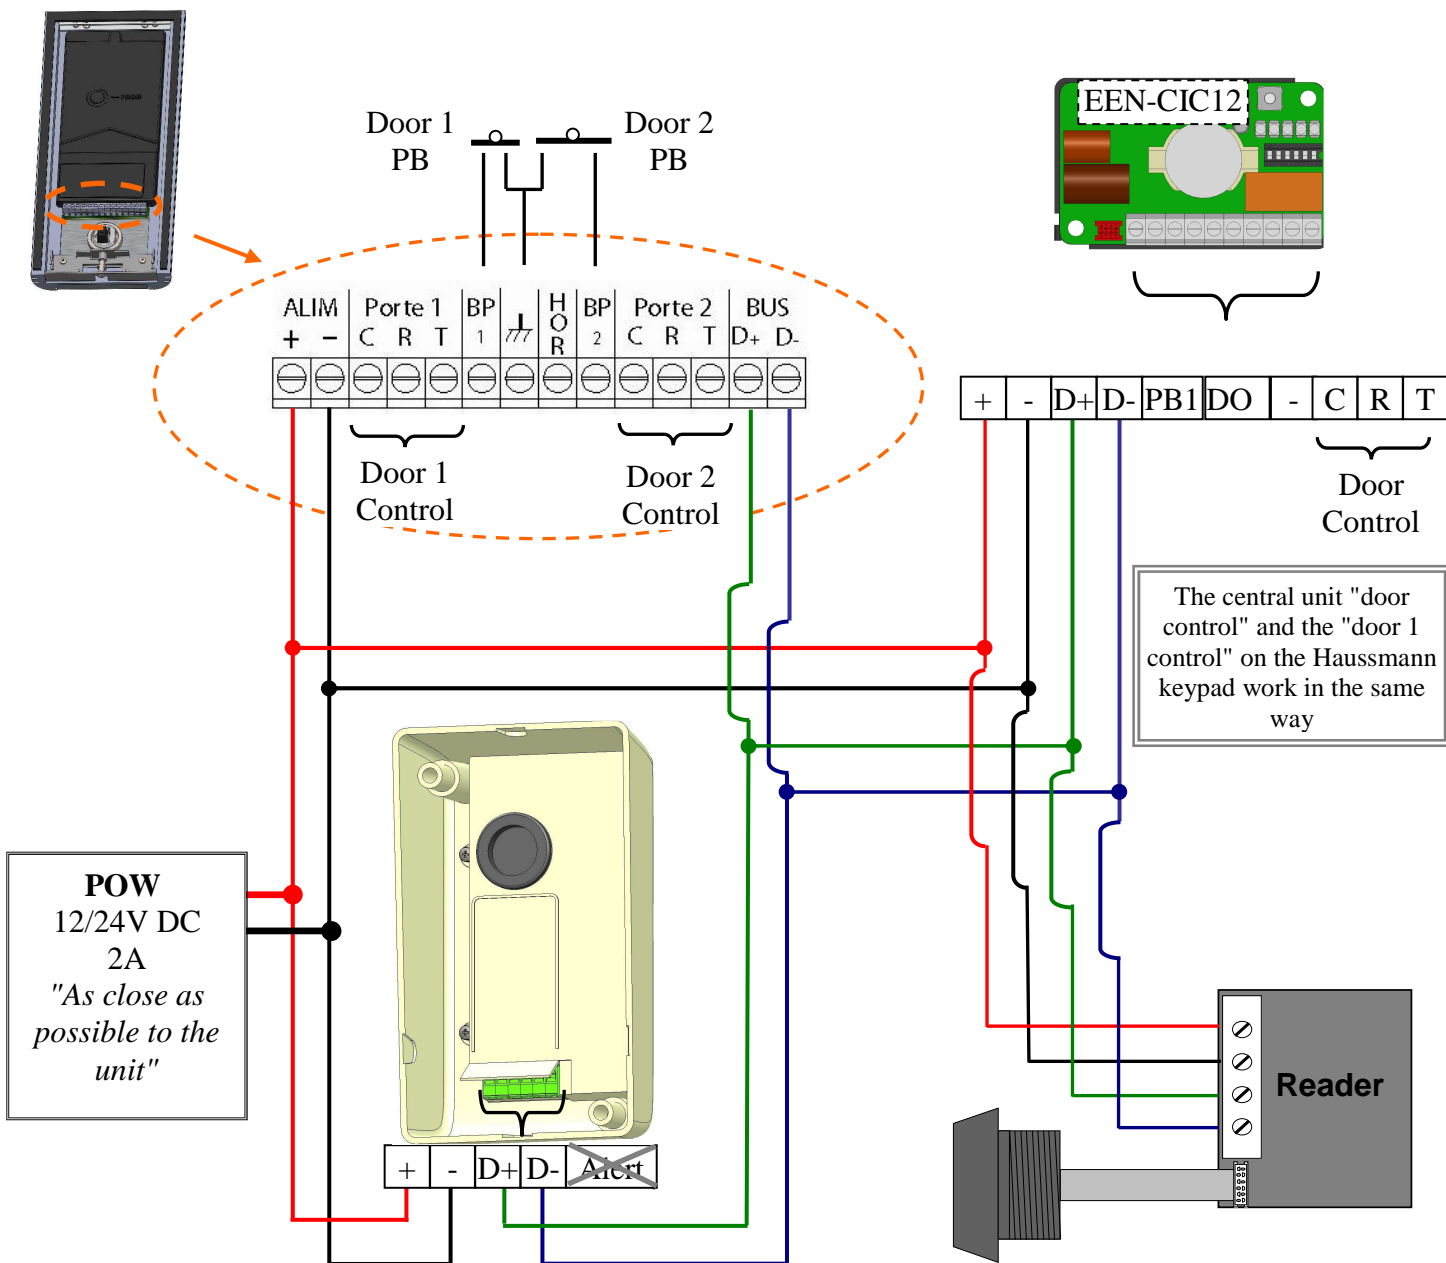 PROG
EEN-CIC12
Door 1
PB
Door 2
PB
ALIM Porte 1 BP HOR BP Porte 2 BUS
+ - C R T 1 2 C R T D+ D-
Door 1
Control
Door 2
Control
+ - D+ D- PB1 DO - C R T
Door
Control
The central unit "door
control" and the "door 1
control" on the Haussmann
keypad work in the same
way
POW
12/24V DC
2A
"As close as
possible to the
unit"
Reader
+ - D+ D- Alert